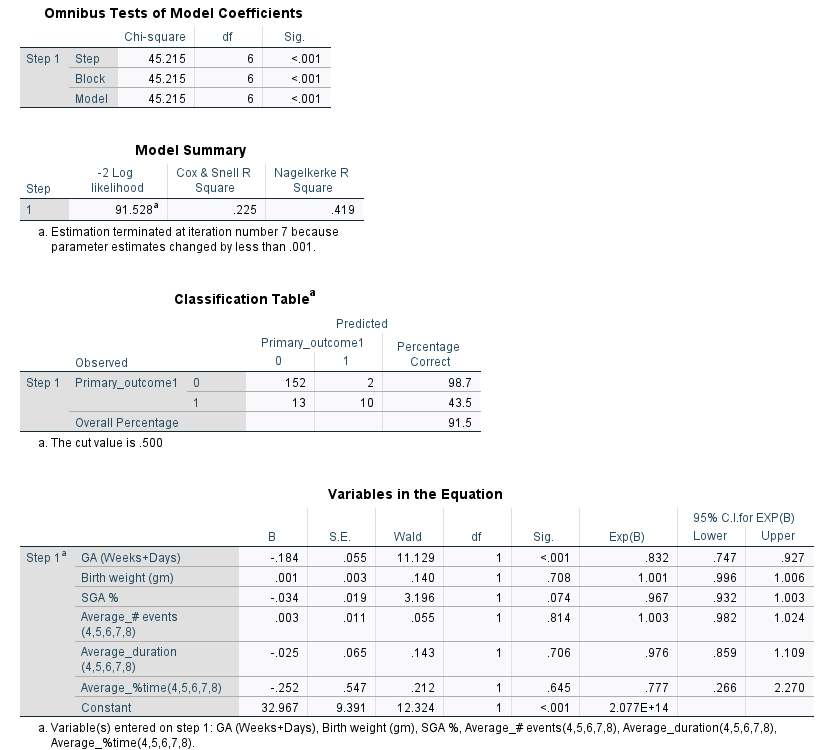 Omnibus Tests of Model Coefficients
Chi-square df Sig.
Step 1 Step 45.215 6 <.001
Block 45.215 6 <.001
Model 45.215 6 <.001
Model Summary
-2 Log Cox & Snell R Nagelkerke R
Step likelihood Square Square
1 91.528a .225 .419
a. Estimation terminated at iteration number 7 because
parameter estimates changed by less than .001.
Classification Tablea
Predicted
Primary_outcome1 Percentage
Observed 0 1 Correct
Step 1 Primary_outcome1 0 152 2 98.7
1 13 10 43.5
Overall Percentage 91.5
a. The cut value is .500
Variables in the Equation
95% C.I.for EXP(B)
B S.E. Wald df Sig. Exp(B) Lower Upper
Step 1a GA (Weeks+Days) -.184 .055 11.129 1 <.001 .832 .747 .927
Birth weight (gm) .001 .003 .140 1 .708 1.001 .996 1.006
SGA % -.034 .019 3.196 1 .074 .967 .932 1.003
Average_# events .003 .011 .055 1 .814 1.003 .982 1.024
(4,5,6,7,8)
Average_duration -.025 .065 .143 1 .706 .976 .859 1.109
(4,5,6,7,8)
Average_%time(4,5,6,7,8) -.252 .547 .212 1 .645 .777 .266 2.270
Constant 32.967 9.391 12.324 1 <.001 2.077E+14
a. Variable(s) entered on step 1: GA (Weeks+Days), Birth weight (gm), SGA %, Average_# events(4,5,6,7,8), Average_duration(4,5,6,7,8),
Average_%time(4,5,6,7,8).